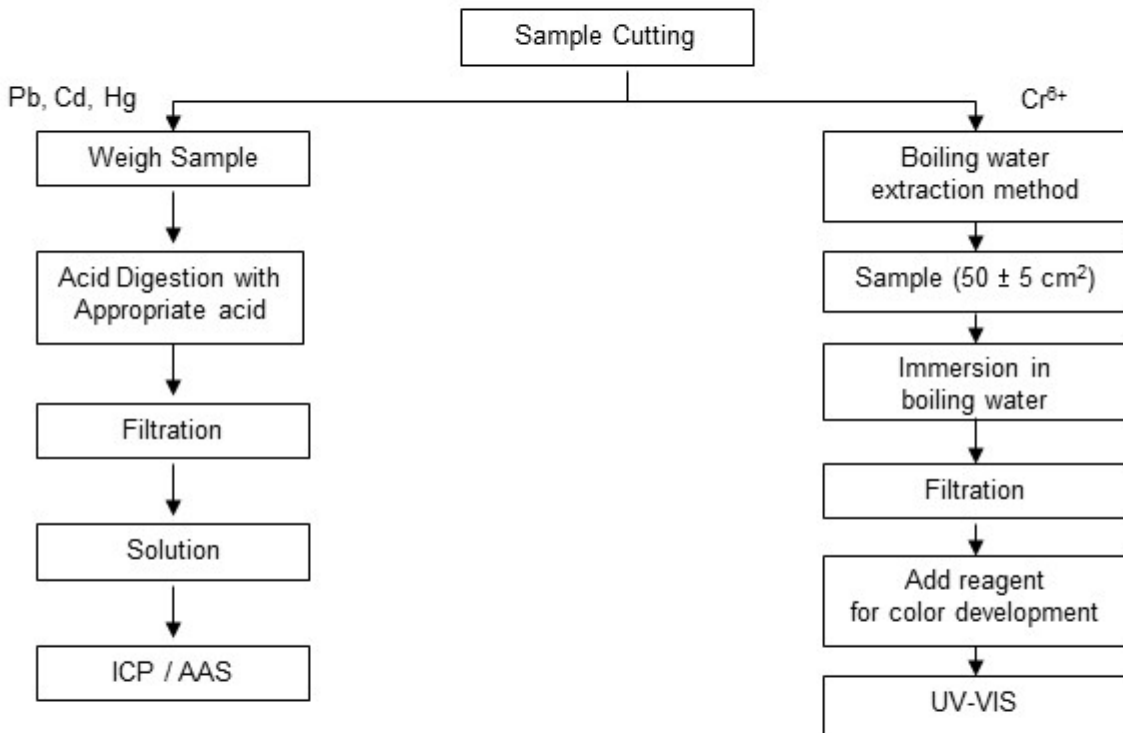 Sample Cutting
Pb, Cd, Hg
Cr⁶⁺
Weigh Sample
Acid Digestion with
Appropriate acid
Filtration
Solution
ICP / AAS
Boiling water
extraction method
Sample (50 ± 5 cm²)
Immersion in
boiling water
Filtration
Add reagent
for color development
UV-VIS